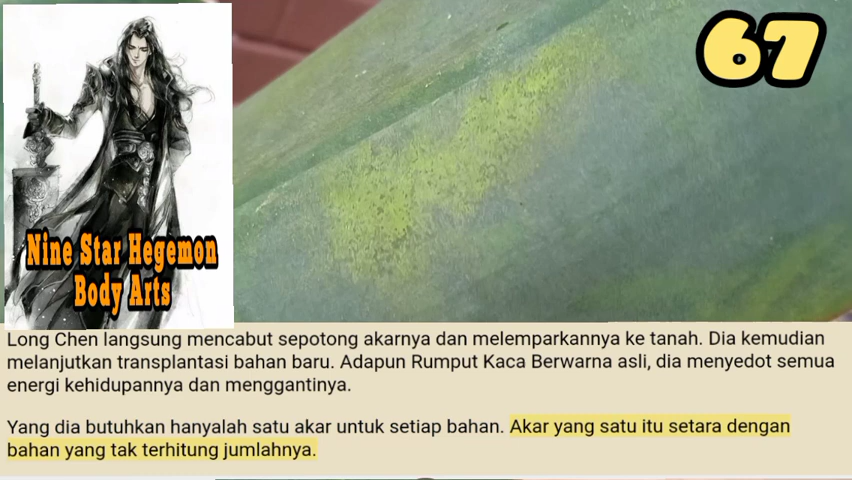 67
Nine Star Hegemon
Body Arts
Long Chen langsung mencabut sepotong akarnya dan melemparkannya ke tanah. Dia kemudian
melanjutkan transplantasi bahan baru. Adapun Rumput Kaca Berwarna asli, dia menyedot semua
energi kehidupannya dan menggantinya.
Yang dia butuhkan hanyalah satu akar untuk setiap bahan. Akar yang satu itu setara dengan
bahan yang tak terhitung jumlahnya.